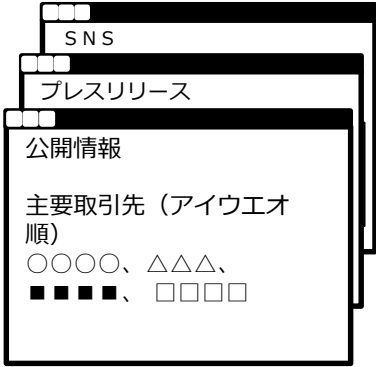 ＳＮＳ
プレスリリース
公開情報
主要取引先（アイウエオ
順）
○○○○、△△△、
■■■■、 □□□□